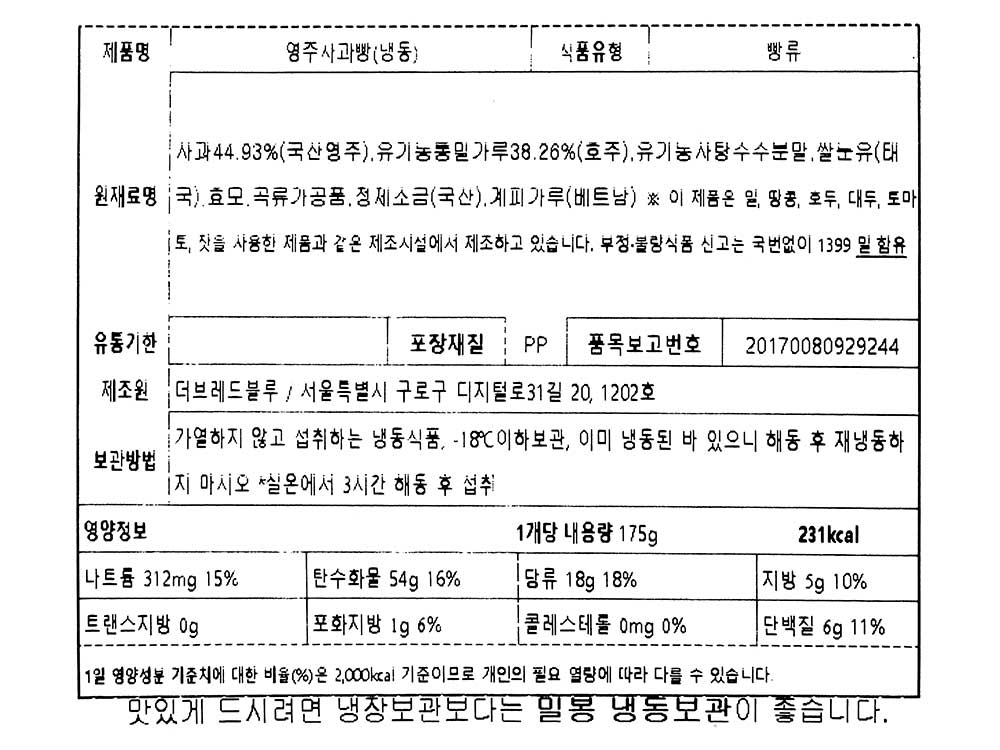 제품명 영주사과빵(냉동) 식품유형 빵류
원재료명
사과44.93%(국산영주),유기농통밀가루38.26%(호주),유기농사탕수수분말,쌀눈유(태
국),효모,곡류가공품,정제소금(국산),계피가루(베트남) ※ 이 제품은 밀, 땅콩, 호두, 대두, 토마
토, 잣을 사용한 제품과 같은 제조시설에서 제조하고 있습니다. 부정·불량식품 신고는 국번없이 1399 밀 함유
유통기한 포장재질 PP 품목보고번호 20170080929244
제조원 더브레드블루 / 서울특별시 구로구 디지털로31길 20, 1202호
보관방법
가열하지 않고 섭취하는 냉동식품, -18℃이하보관, 이미 냉동된 바 있으니 해동 후 재냉동하
지 마시오 *실온에서 3시간 해동 후 섭취
영양정보 1개당 내용량 175g 231kcal
나트륨 312mg 15% 탄수화물 54g 16% 당류 18g 18% 지방 5g 10%
트랜스지방 0g 포화지방 1g 6% 콜레스테롤 0mg 0% 단백질 6g 11%
1일 영양성분 기준치에 대한 비율(%)은 2,000kcal 기준이므로 개인의 필요 열량에 따라 다를 수 있습니다.
맛있게 드시려면 냉장보관보다는 밀봉 냉동보관이 좋습니다.